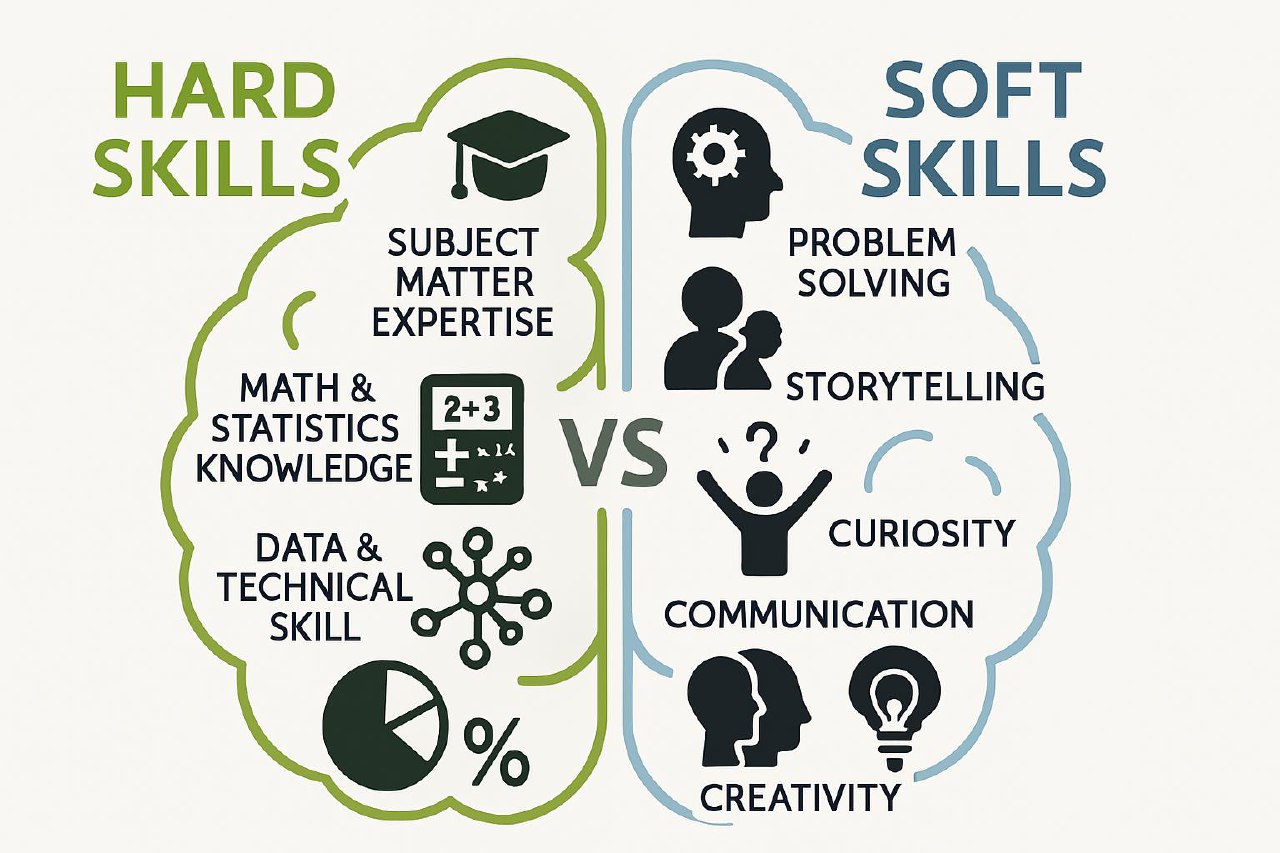 HARD
SKILLS
SUBJECT
MATTER
EXPERTISE
MATH &
STATISTICS
KNOWLEDGE
2+3
DATA &
TECHNICAL
SKILL
%
VS
SOFT
SKILLS
PROBLEM
SOLVING
STORYTELLING
?
CURIOSITY
COMMUNICATION
CREATIVITY